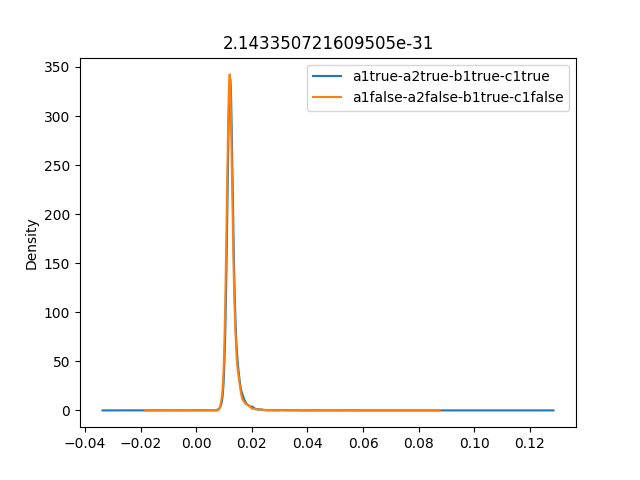 2.143350721609505e-31
a1true-a2true-b1true-c1true
a1false-a2false-b1true-c1false
Density
350
300
250
200
150
100
50
0
−0.04 −0.02 0.00 0.02 0.04 0.06 0.08 0.10 0.12